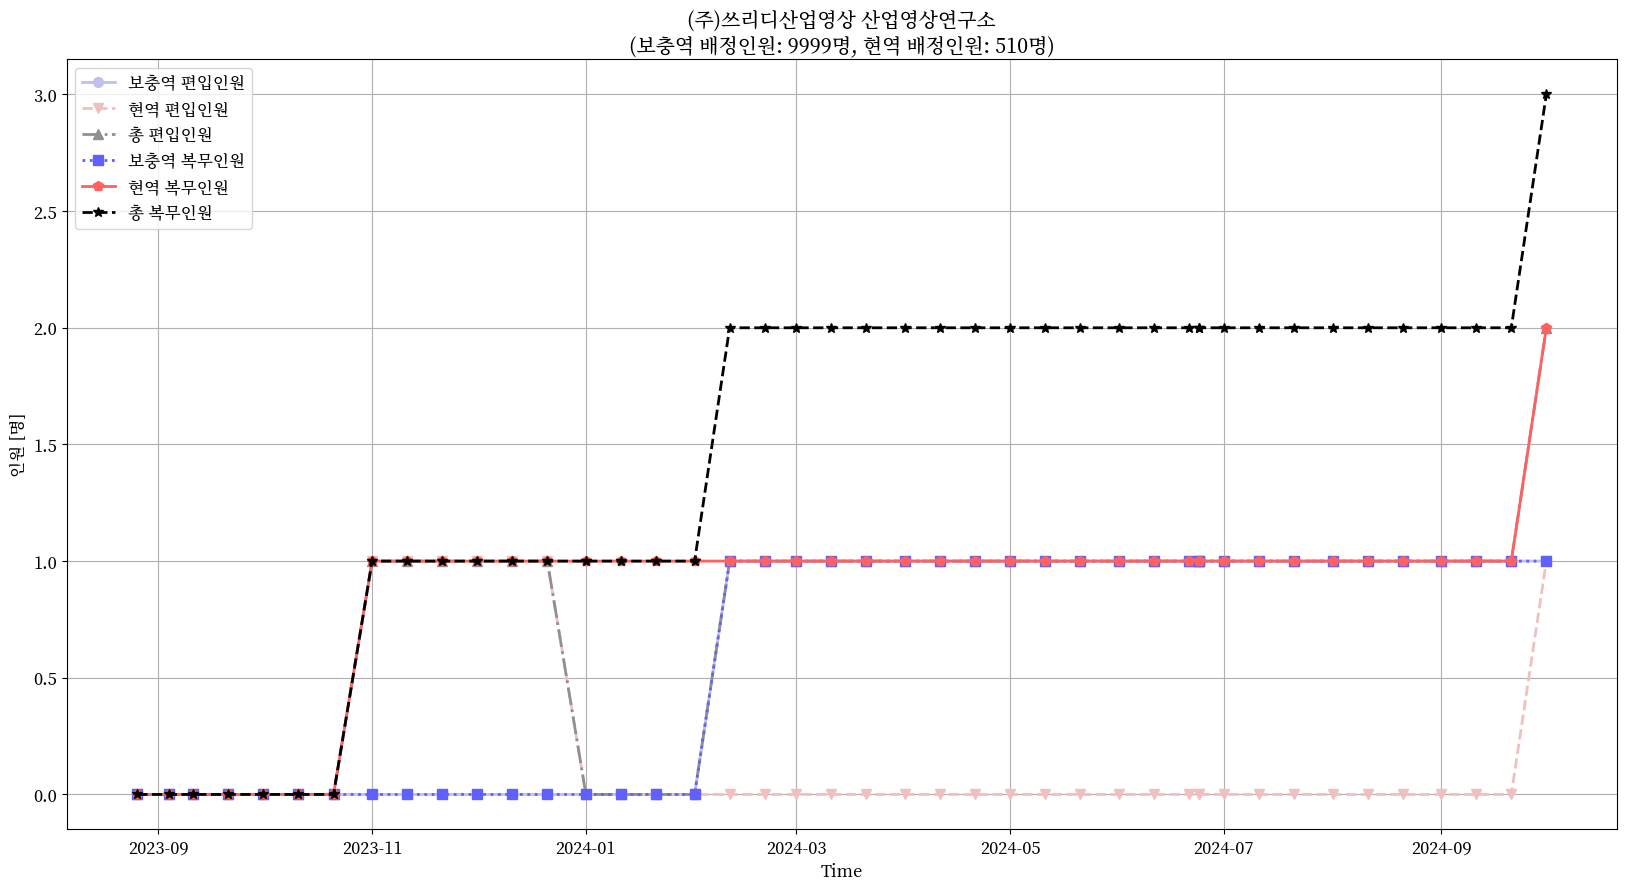 (주)쓰리디산업영상 산업영상연구소
(보충역 배정인원: 9999명, 현역 배정인원: 510명)
보충역 편입인원
현역 편입인원
총 편입인원
보충역 복무인원
현역 복무인원
총 복무인원
인원 [명]
3.0
2.5
2.0
1.5
1.0
0.5
0.0
2023-09
2023-11
2024-01
2024-03
2024-05
2024-07
2024-09
Time